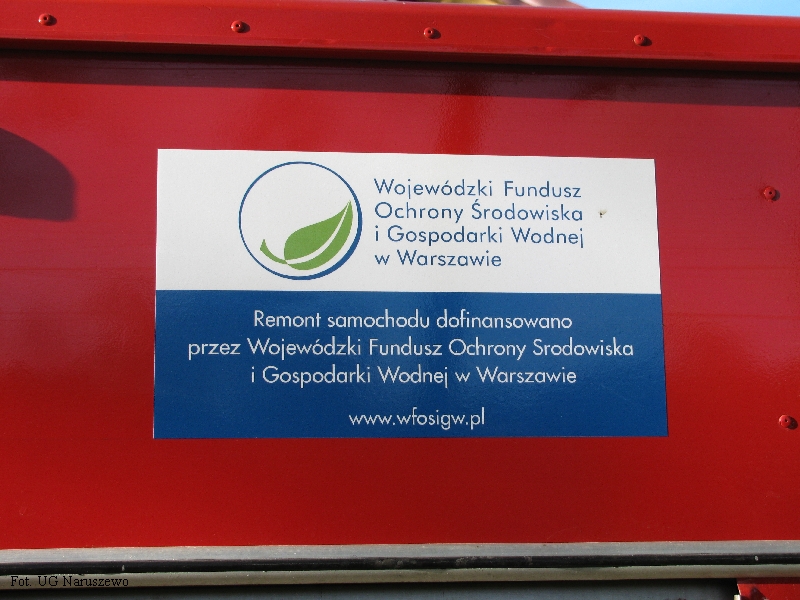 Wojewódzki Fundusz
Ochrony Środowiska
i Gospodarki Wodnej
w Warszawie
Remont samochodu dofinansowano
przez Wojewódzki Fundusz Ochrony Srodowiska
i Gospodarki Wodnej w Warszawie
www.wfosigw.pl
Fot. UG Naruszewo